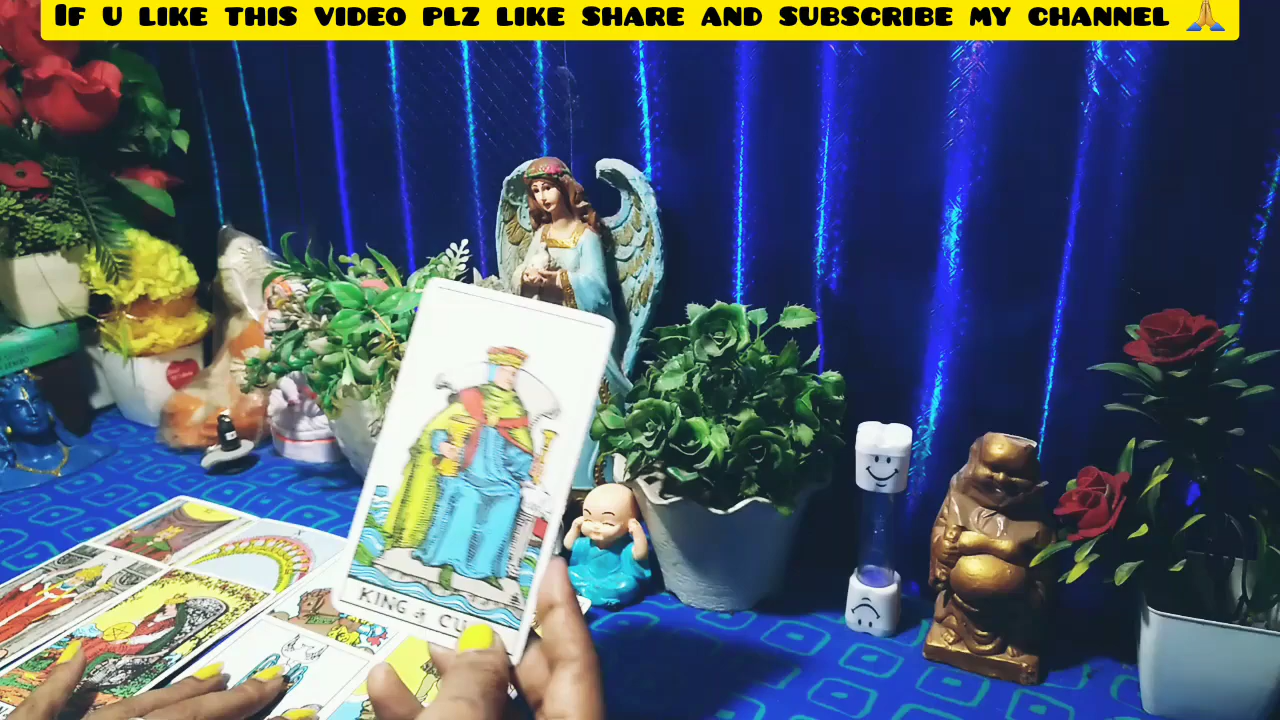 If u like this video plz like share and subscribe my channel 🙏
KING of CU